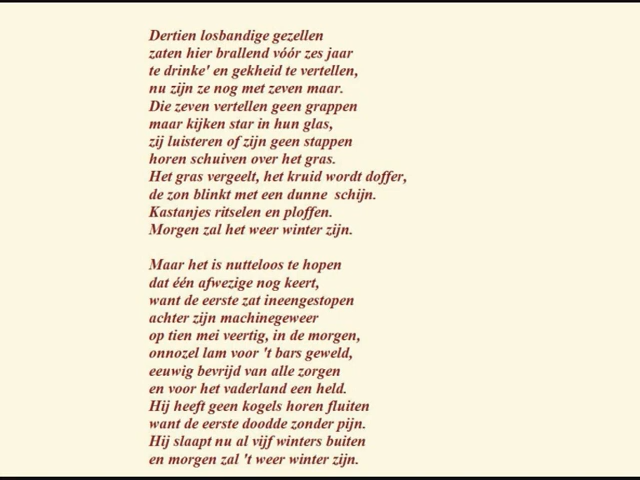 Dertien losbandige gezellen
zaten hier brallend vóór zes jaar
te drinke' en gekheid te vertellen,
nu zijn ze nog met zeven maar.
Die zeven vertellen geen grappen
maar kijken star in hun glas,
zij luisteren of zijn geen stappen
horen schuiven over het gras.
Het gras vergeelt, het kruid wordt doffer,
de zon blinkt met een dunne  schijn.
Kastanjes ritselen en ploffen.
Morgen zal het weer winter zijn.

Maar het is nutteloos te hopen
dat één afwezige nog keert,
want de eerste zat ineengestopen
achter zijn machinegeweer
op tien mei veertig, in de morgen,
onnozel lam voor 't bars geweld,
eeuwig bevrijd van alle zorgen
en voor het vaderland een held.
Hij heeft geen kogels horen fluiten
want de eerste doodde zonder pijn.
Hij slaapt nu al vijf winters buiten
en morgen zal 't weer winter zijn.